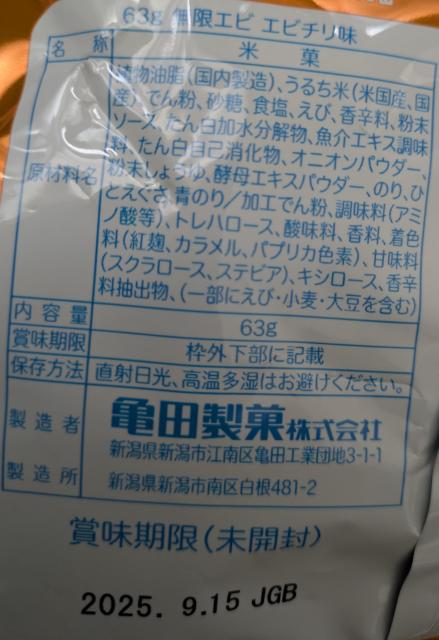 63g 無限エビ エビチリ味
名 称 米 菓
原材料名
植物油脂(国内製造)、うるち米(米国産、国
産)、でん粉、砂糖、食塩、えび、香辛料、粉末
ソース、たん白加水分解物、魚介エキス調味
料、たん白自己消化物、オニオンパウダー、
粉末しょうゆ、酵母エキスパウダー、のり、ひ
とえぐさ、青のり/加工でん粉、調味料(アミ
ノ酸等)、トレハロース、酸味料、香料、着色
料(紅麹、カラメル、パプリカ色素)、甘味料
(スクラロース、ステビア)、キシロース、香辛
料抽出物、(一部にえび・小麦・大豆を含む)
内 容 量 63g
賞味期限 枠外下部に記載
保存方法 直射日光、高温多湿はお避けください。
製 造 者 亀田製菓株式会社
新潟県新潟市江南区亀田工業団地3-1-1
製 造 所 新潟県新潟市南区白根481-2
賞味期限(未開封)
2025. 9.15 JGB